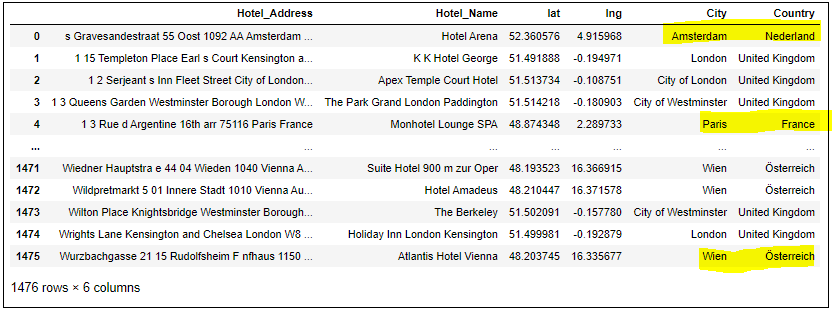 Hotel_Address Hotel_Name lat lng City Country
0 s Gravesandestraat 55 Oost 1092 AA Amsterdam ... Hotel Arena 52.360576 4.915968 Amsterdam Nederland
1 1 15 Templeton Place Earl s Court Kensington a... K K Hotel George 51.491888 -0.194971 London United Kingdom
2 1 2 Serjeant s Inn Fleet Street City of London... Apex Temple Court Hotel 51.513734 -0.108751 City of London United Kingdom
3 1 3 Queens Garden Westminster Borough London W... The Park Grand London Paddington 51.514218 -0.180903 City of Westminster United Kingdom
4 1 3 Rue d Argentine 16th arr 75116 Paris France Monhotel Lounge SPA 48.874348 2.289733 Paris France
... ... ... ... ... ... ...
1471 Wiedner Hauptstra e 44 04 Wieden 1040 Vienna A... Suite Hotel 900 m zur Oper 48.193523 16.366915 Wien Österreich
1472 Wildpretmarkt 5 01 Innere Stadt 1010 Vienna Au... Hotel Amadeus 48.210447 16.371578 Wien Österreich
1473 Wilton Place Knightsbridge Westminster Borough... The Berkeley 51.502091 -0.157780 City of Westminster United Kingdom
1474 Wrights Lane Kensington and Chelsea London W8 ... Holiday Inn London Kensington 51.499981 -0.192879 London United Kingdom
1475 Wurzbachgasse 21 15 Rudolfsheim F nfhaus 1150 ... Atlantis Hotel Vienna 48.203745 16.335677 Wien Österreich
1476 rows × 6 columns